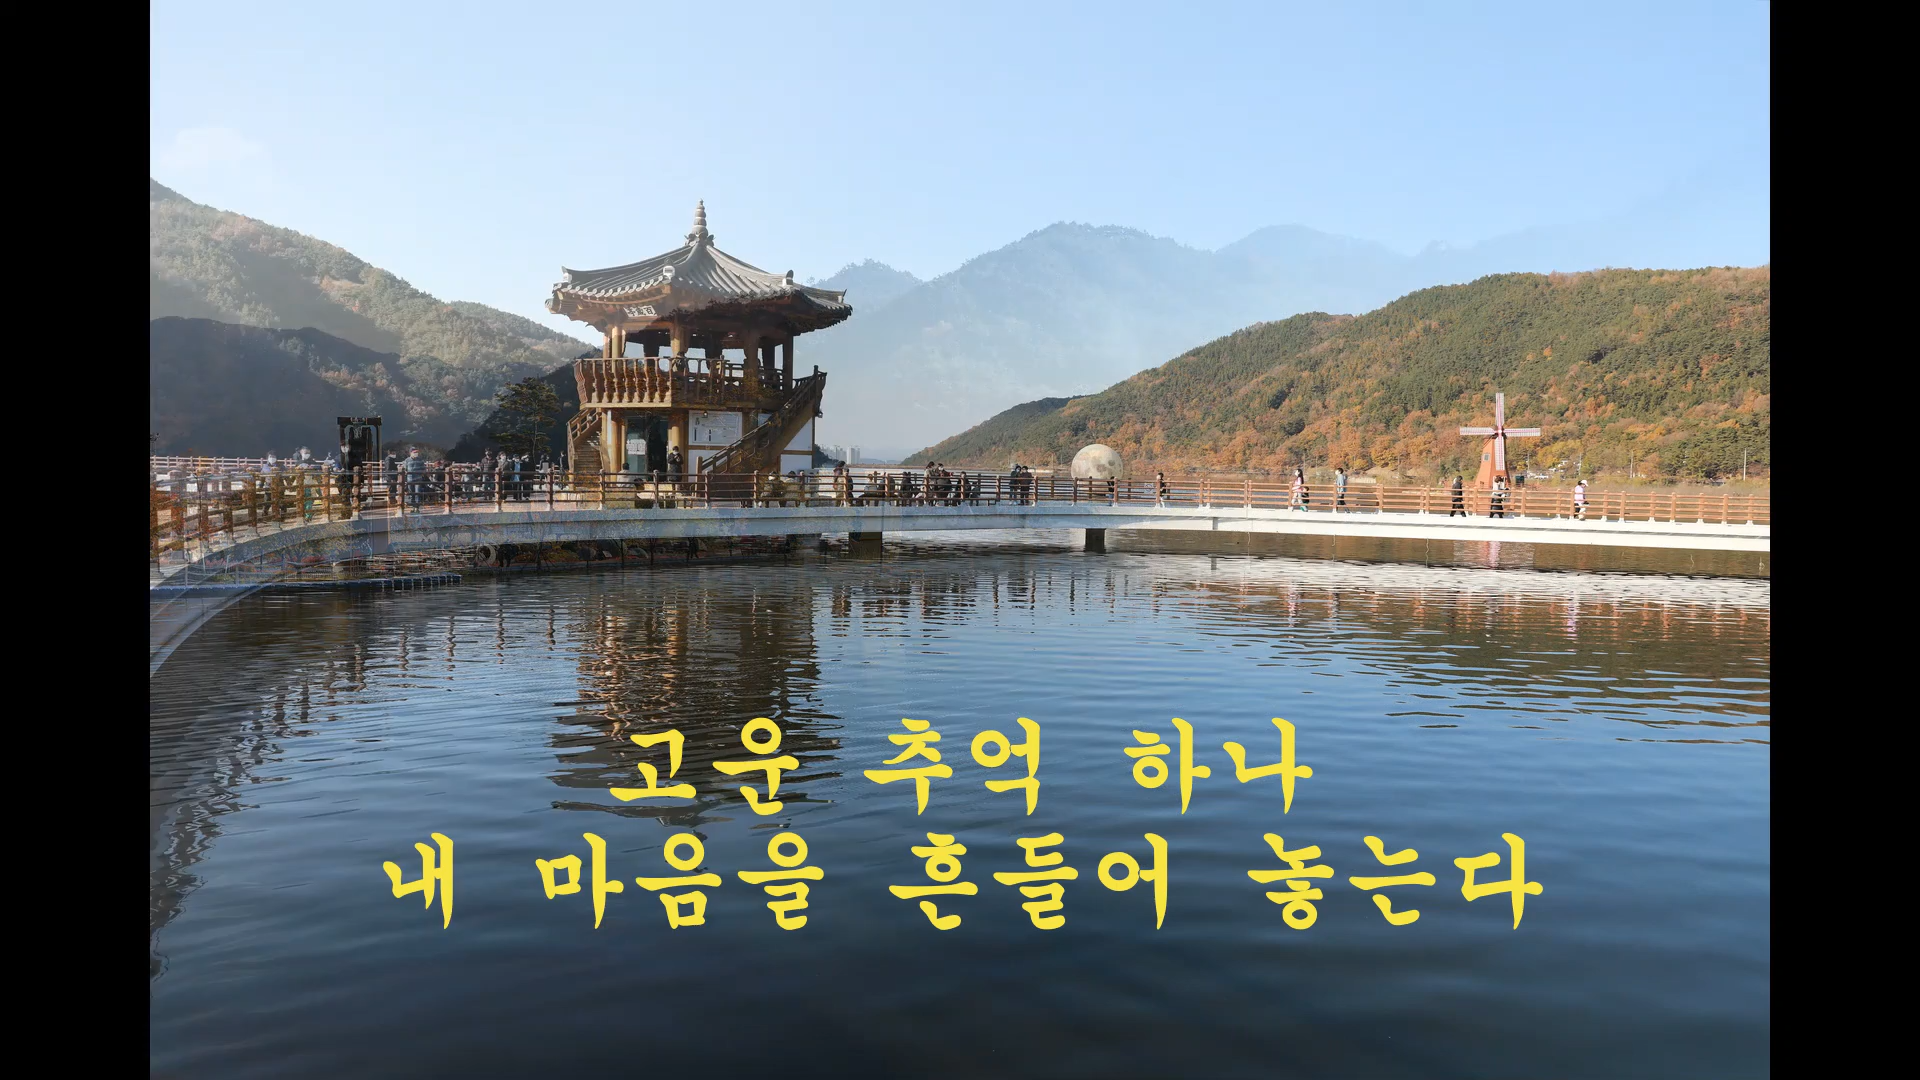 고운 추억 하나
내 마음을 흔들어 놓는다